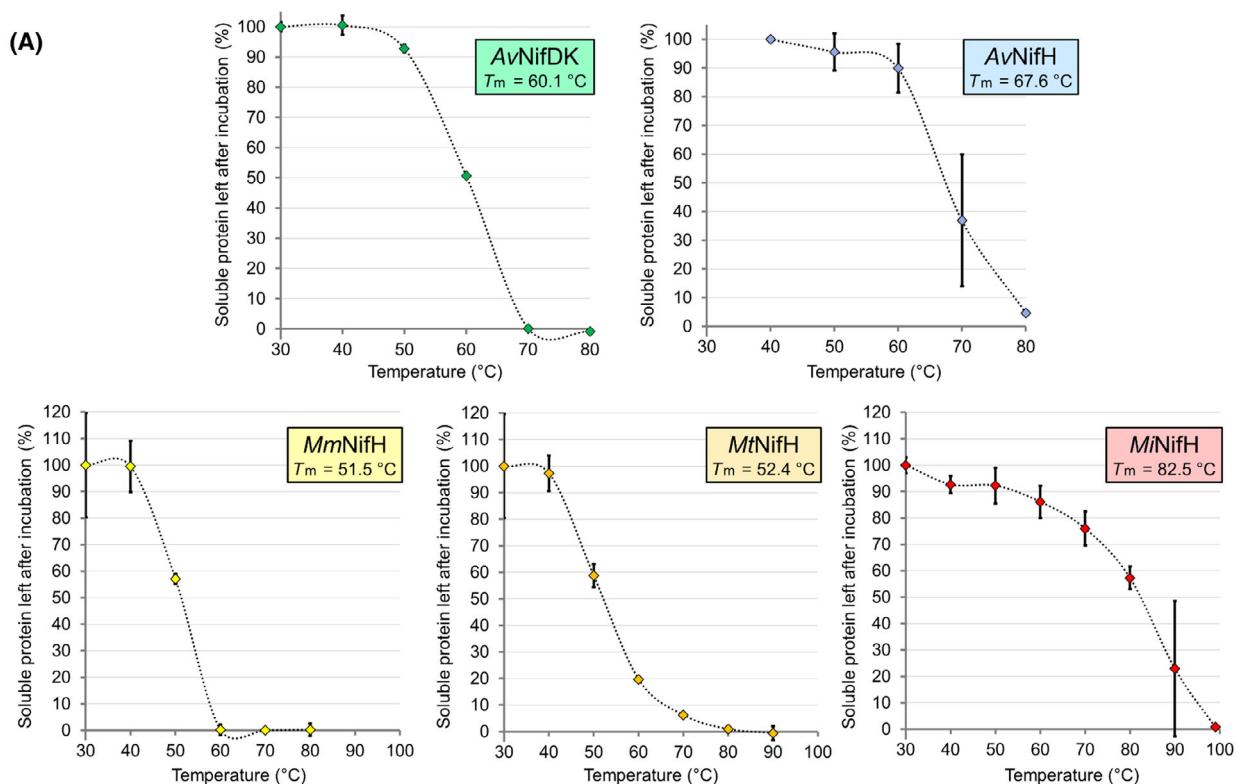 (A)
Soluble protein left after incubation (%)
100
90
80
70
60
50
40
30
20
10
0
30 40 50 60 70 80
Temperature (°C)
AvNifDK
Tm = 60.1 °C
Soluble protein left after incubation (%)
100
90
80
70
60
50
40
30
20
10
0
30 40 50 60 70 80
Temperature (°C)
AvNifH
Tm = 67.6 °C
Soluble protein left after incubation (%)
120
110
100
90
80
70
60
50
40
30
20
10
0
30 40 50 60 70 80 90 100
Temperature (°C)
MmNifH
Tm = 51.5 °C
Soluble protein left after incubation (%)
120
110
100
90
80
70
60
50
40
30
20
10
0
30 40 50 60 70 80 90 100
Temperature (°C)
MtNifH
Tm = 52.4 °C
Soluble protein left after incubation (%)
120
110
100
90
80
70
60
50
40
30
20
10
0
30 40 50 60 70 80 90 100
Temperature (°C)
MiNifH
Tm = 82.5 °C